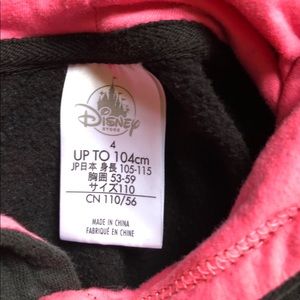 Disney
STORE
4
UP TO 104cm
JP日本 身長 105-115
胸囲 53-59
サイズ110
CN 110/56
MADE IN CHINA
FABRIQUÉ EN CHINE